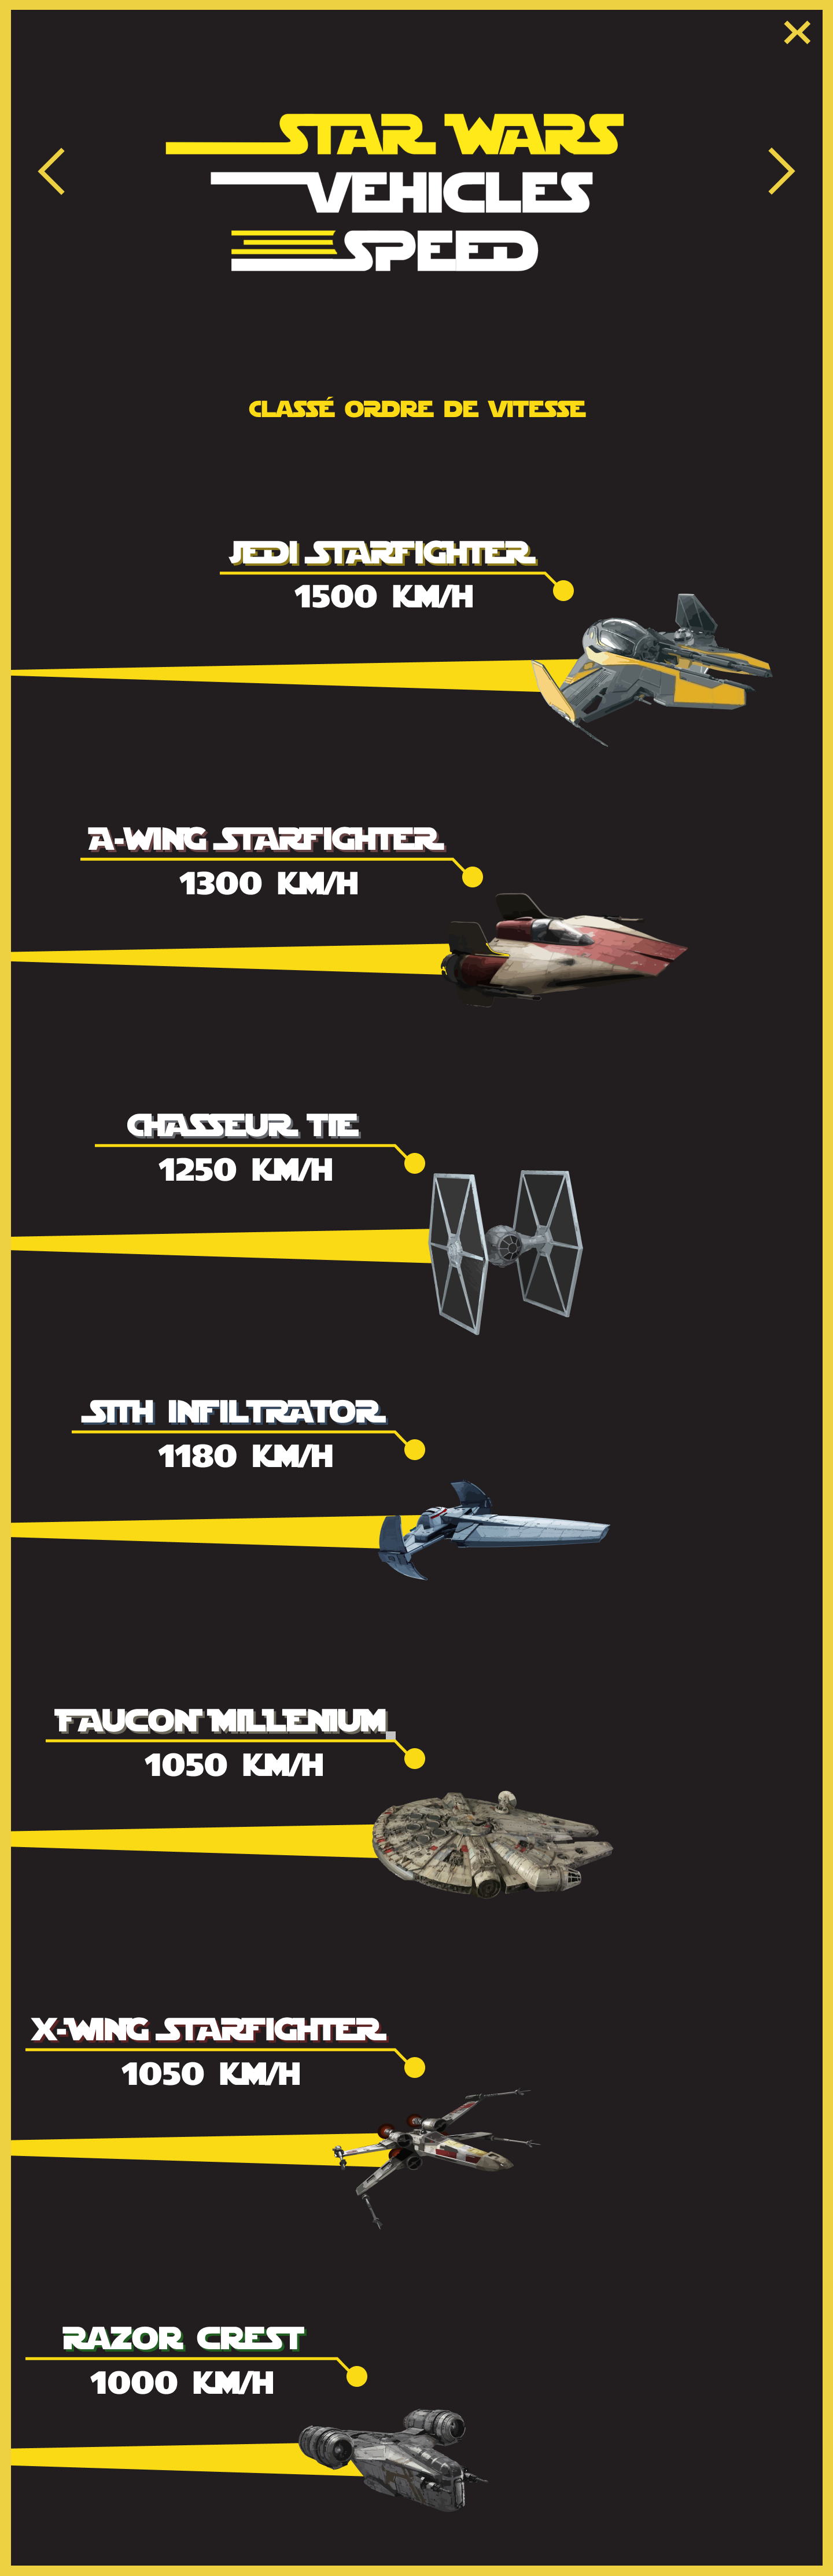 STAR WARS
VEHICLES
SPEED
CLASSÉ ORDRE DE VITESSE
JEDI STARFIGHTER
1500 KM/H
A-WING STARFIGHTER
1300 KM/H
CHASSEUR TIE
1250 KM/H
SITH INFILTRATOR
1180 KM/H
FAUCON MILLENIUM
1050 KM/H
X-WING STARFIGHTER
1050 KM/H
RAZOR CREST
1000 KM/H